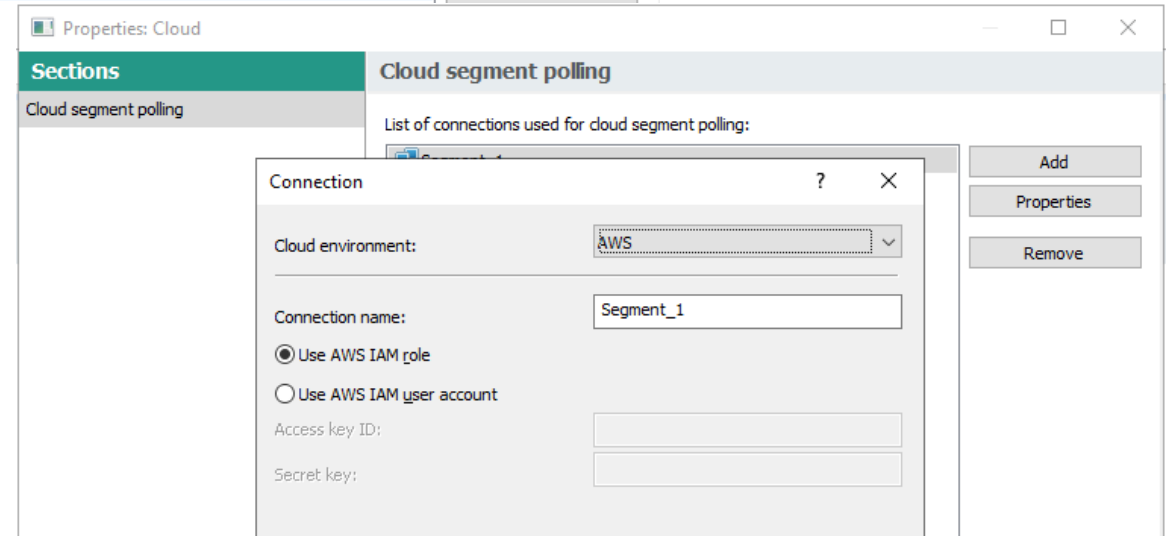 Properties: Cloud
Sections
Cloud segment polling
Cloud segment polling
List of connections used for cloud segment polling:
Segment_1
Add
Properties
Remove
Connection
?
Cloud environment:
AWS
Connection name:
Segment_1
Use AWS IAM role
Use AWS IAM user account
Access key ID:
Secret key: